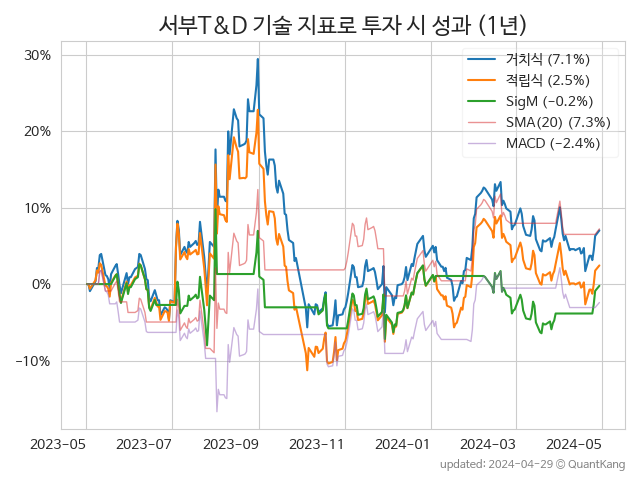 서부T&D 기술 지표로 투자 시 성과 (1년)
거치식 (7.1%)
적립식 (2.5%)
SigM (−0.2%)
SMA(20) (7.3%)
MACD (−2.4%)
30%
20%
10%
0%
−10%
2023-05
2023-07
2023-09
2023-11
2024-01
2024-03
2024-05
updated: 2024-04-29 © QuantKang